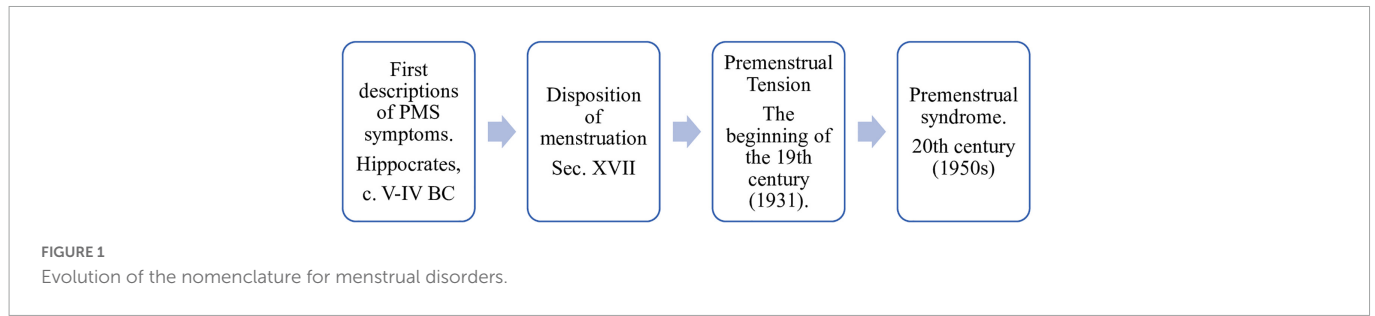 First
descriptions
of PMS
symptoms.
Hippocrates,
c. V-IV BC
Disposition
of
menstruation
Sec. XVII
Premenstrual
Tension
The
beginning of
the 19th
century
(1931).
Premenstrual
syndrome.
20th century
(1950s)
FIGURE 1
Evolution of the nomenclature for menstrual disorders.